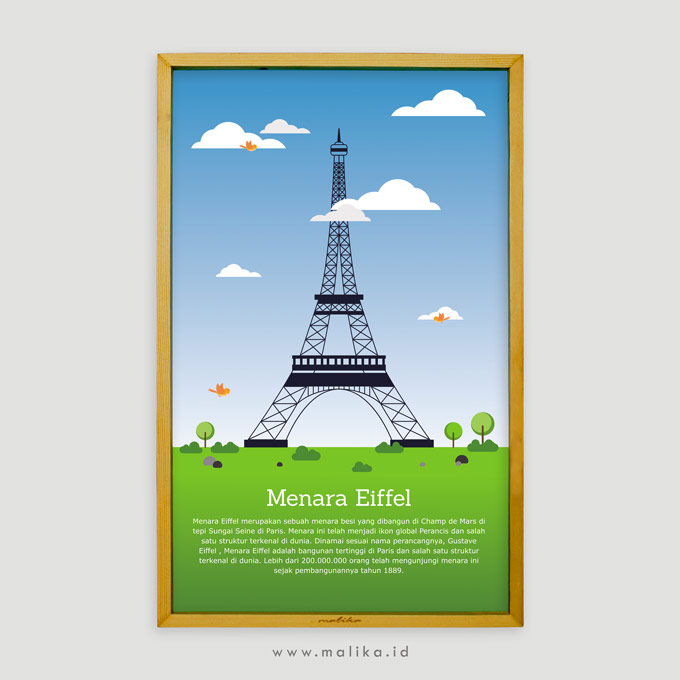 Menara Eiffel
Menara Eiffel merupakan sebuah menara besi yang dibangun di Champ de Mars di
tepi Sungai Seine di Paris. Menara ini telah menjadi ikon global Perancis dan salah
satu struktur terkenal di dunia. Dinamai sesuai nama perancangnya, Gustave
Eiffel , Menara Eiffel adalah bangunan tertinggi di Paris dan salah satu struktur
terkenal di dunia. Lebih dari 200.000.000 orang telah mengunjungi menara ini
sejak pembangunannya tahun 1889.
malika
www.malika.id